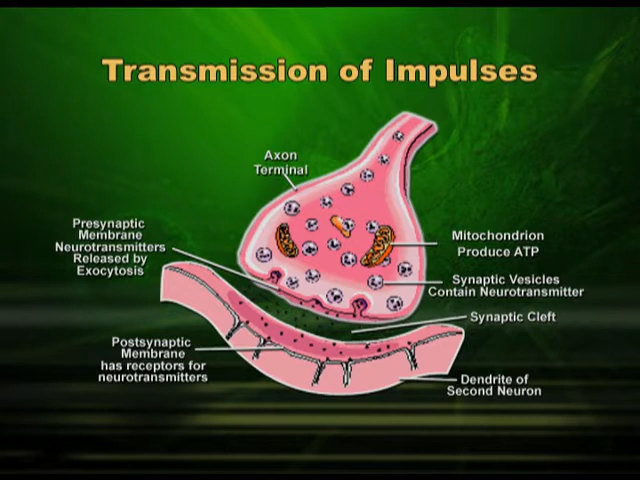 Transmission of Impulses
Axon
Terminal
Presynaptic
Membrane
Neurotransmitters
Released by
Exocytosis
Mitochondrion
Produce ATP
Synaptic Vesicles
Contain Neurotransmitter
Synaptic Cleft
Postsynaptic
Membrane
has receptors for
neurotransmitters
Dendrite of
Second Neuron